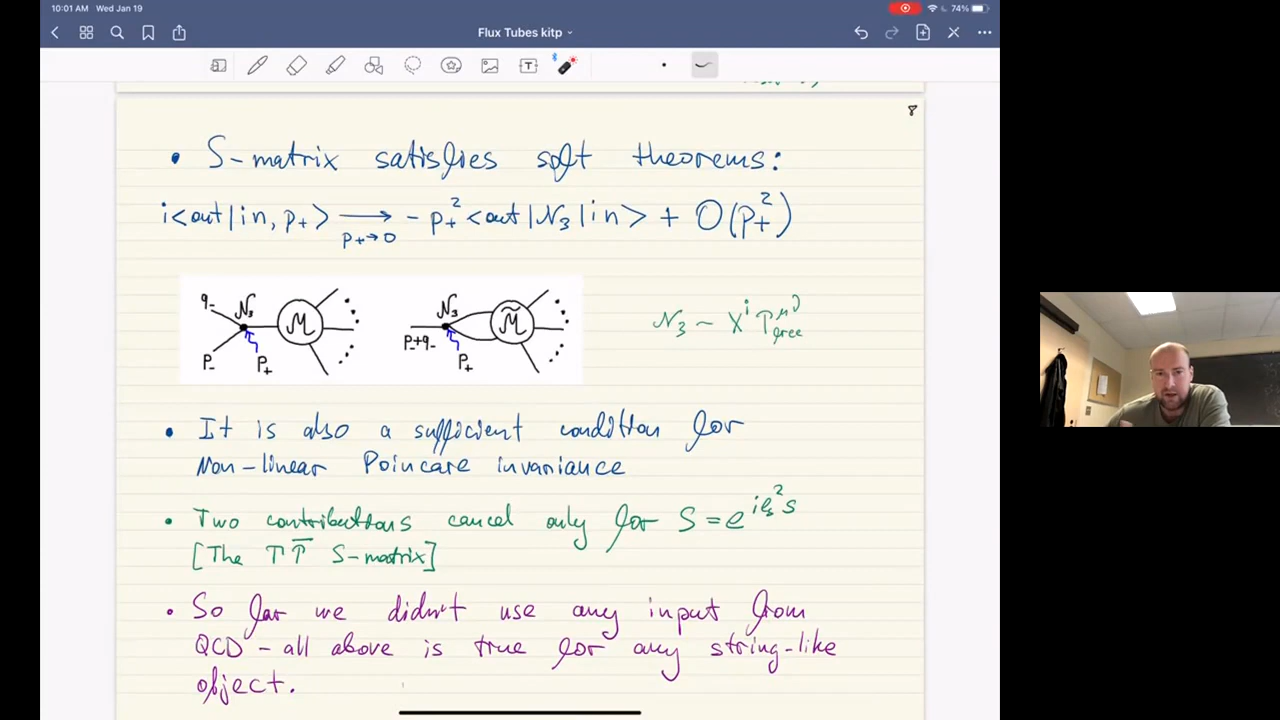 10:01 AM Wed Jan 19
74%
Flux Tubes kitp
8
• S-matrix satisfies soft theorems:
i<out|in, p₊> ⟶ - p₊² <out|N₃|in> + O(p₊²)
p₊→0
q₋ N₃ M N₃ M̃
p₋ p₊ p₋+q₋ p₊
N₃ ~ Xⁱ T^μν_free
• It is also a sufficient condition for
Non-linear Poincare invariance
• Two contributions cancel only for S = e^{iℓₛ²s}
[The TT̄ S-matrix]
• So far we didn't use any input from
QCD - all above is true for any string-like
object.